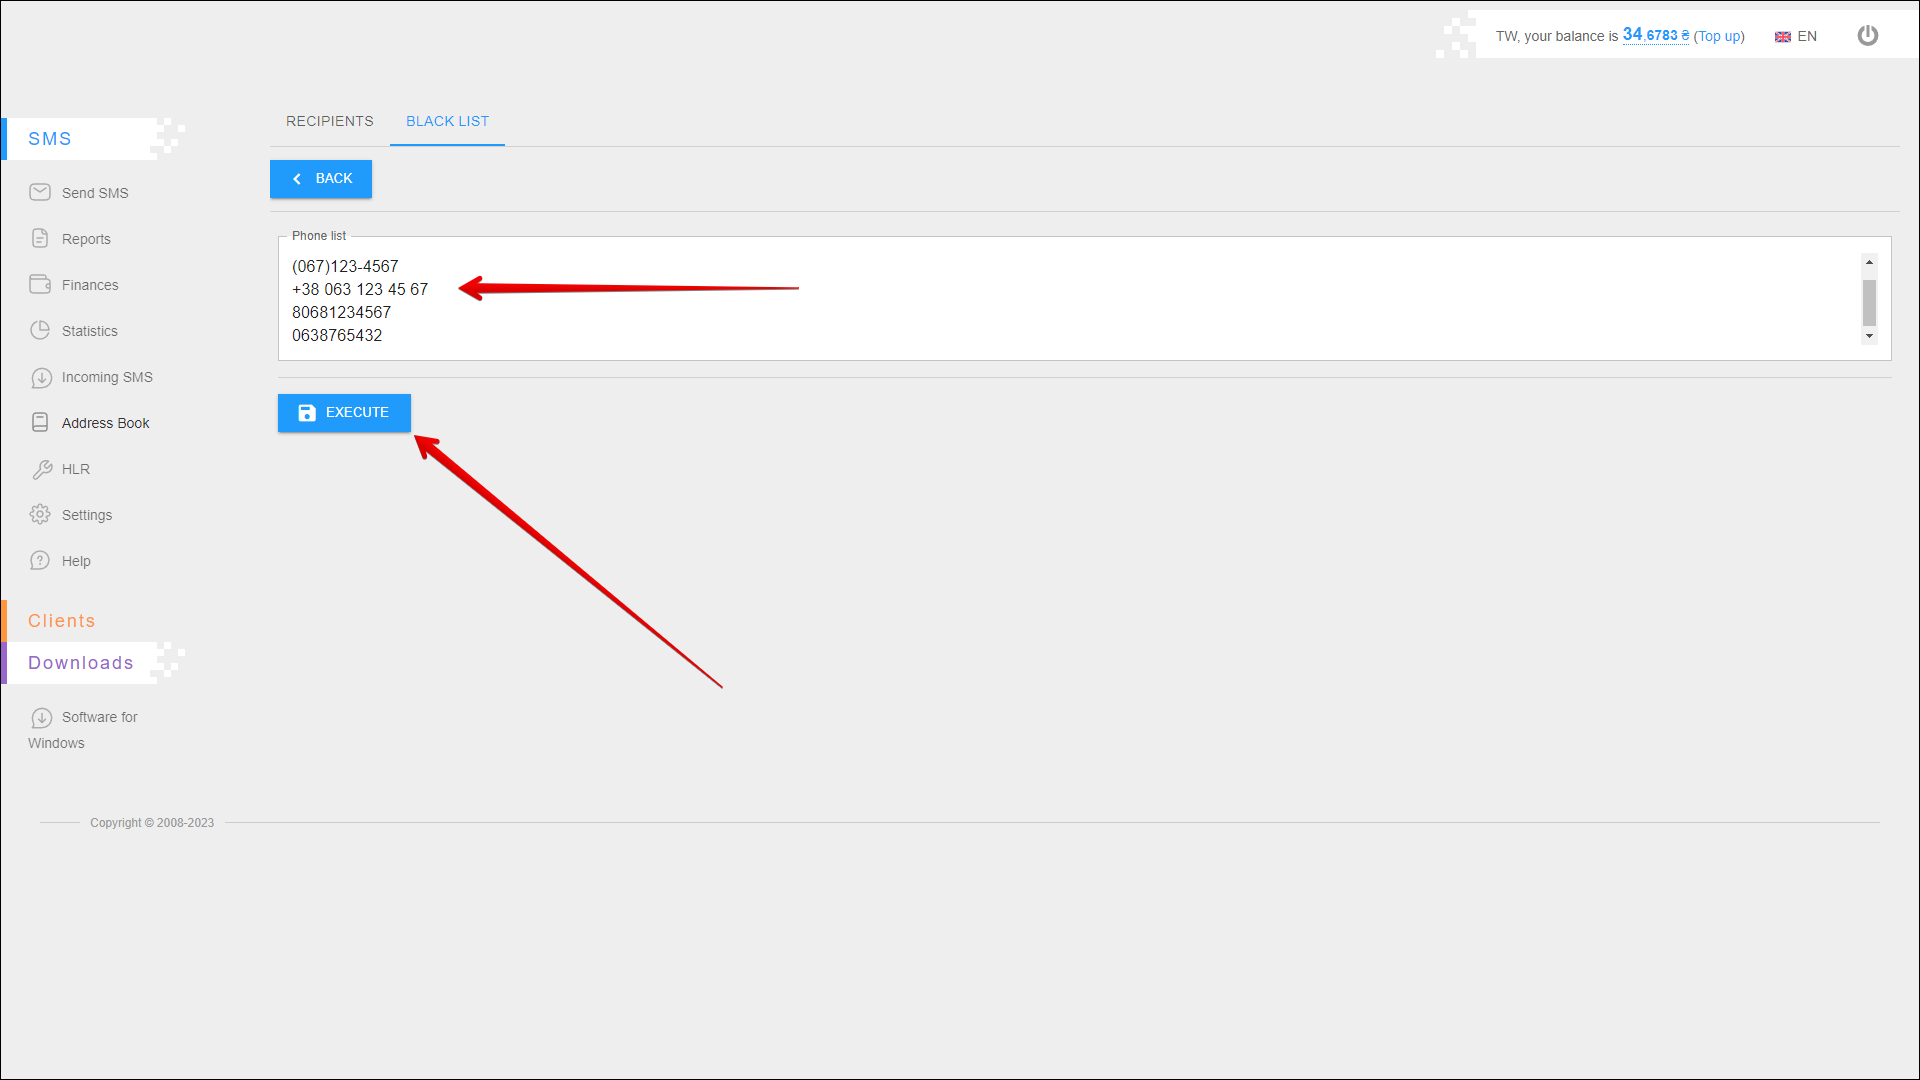 TW, your balance is 34,6783 ₴ (Top up)
EN
SMS
Send SMS
Reports
Finances
Statistics
Incoming SMS
Address Book
HLR
Settings
Help
Clients
Downloads
Software for
Windows
RECIPIENTS
BLACK LIST
BACK
Phone list
(067)123-4567
+38 063 123 45 67
80681234567
0638765432
EXECUTE
Copyright © 2008-2023